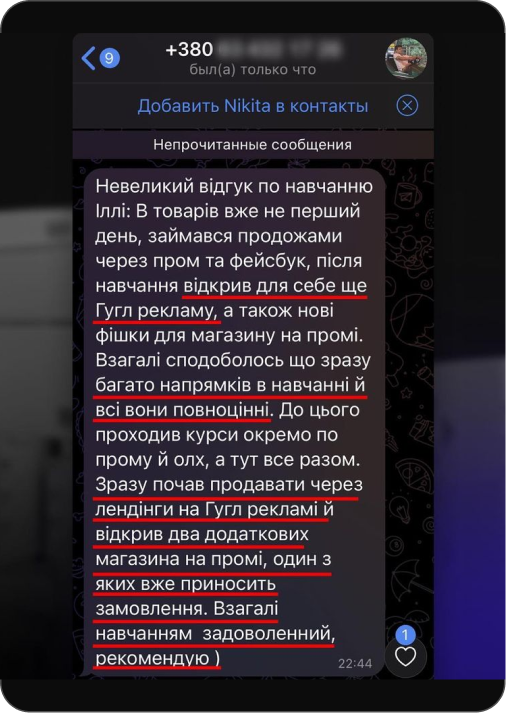 9
+380
был(а) только что
Добавить Nikita в контакты
Непрочитанные сообщения
Невеликий відгук по навчанню
Іллі: В товарів вже не перший
день, займався продожами
через пром та фейсбук, після
навчання відкрив для себе ще
Гугл рекламу, а також нові
фішки для магазину на промі.
Взагалі сподоболось що зразу
багато напрямків в навчанні й
всі вони повноцінні. До цього
проходив курси окремо по
прому й олх, а тут все разом.
Зразу почав продавати через
лендінги на Гугл рекламі й
відкрив два додаткових
магазина на промі, один з
яких вже приносить
замовлення. Взагалі
навчанням задоволенний,
рекомендую )
22:44
1